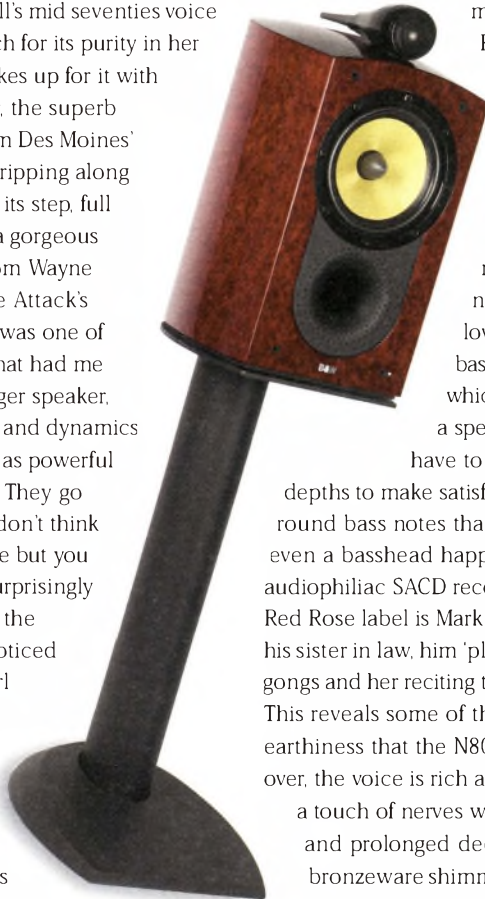 ll's mid seventies voice
ch for its purity in her
kes up for it with
, the superb
n Des Moines'
ripping along
its step, full
a gorgeous
om Wayne
e Attack's
was one of
hat had me
ger speaker,
and dynamics
as powerful
They go
don't think
e but you
urprisingly
the
oticed
rl
s
B&W
m
n
lov
bas
whic
a spe
have to
depths to make satisf
round bass notes tha
even a basshead happ
audiophiliac SACD reco
Red Rose label is Mark
his sister in law, him 'pl
gongs and her reciting t
This reveals some of th
earthiness that the N80
over, the voice is rich a
a touch of nerves w
and prolonged de
bronzeware shimm